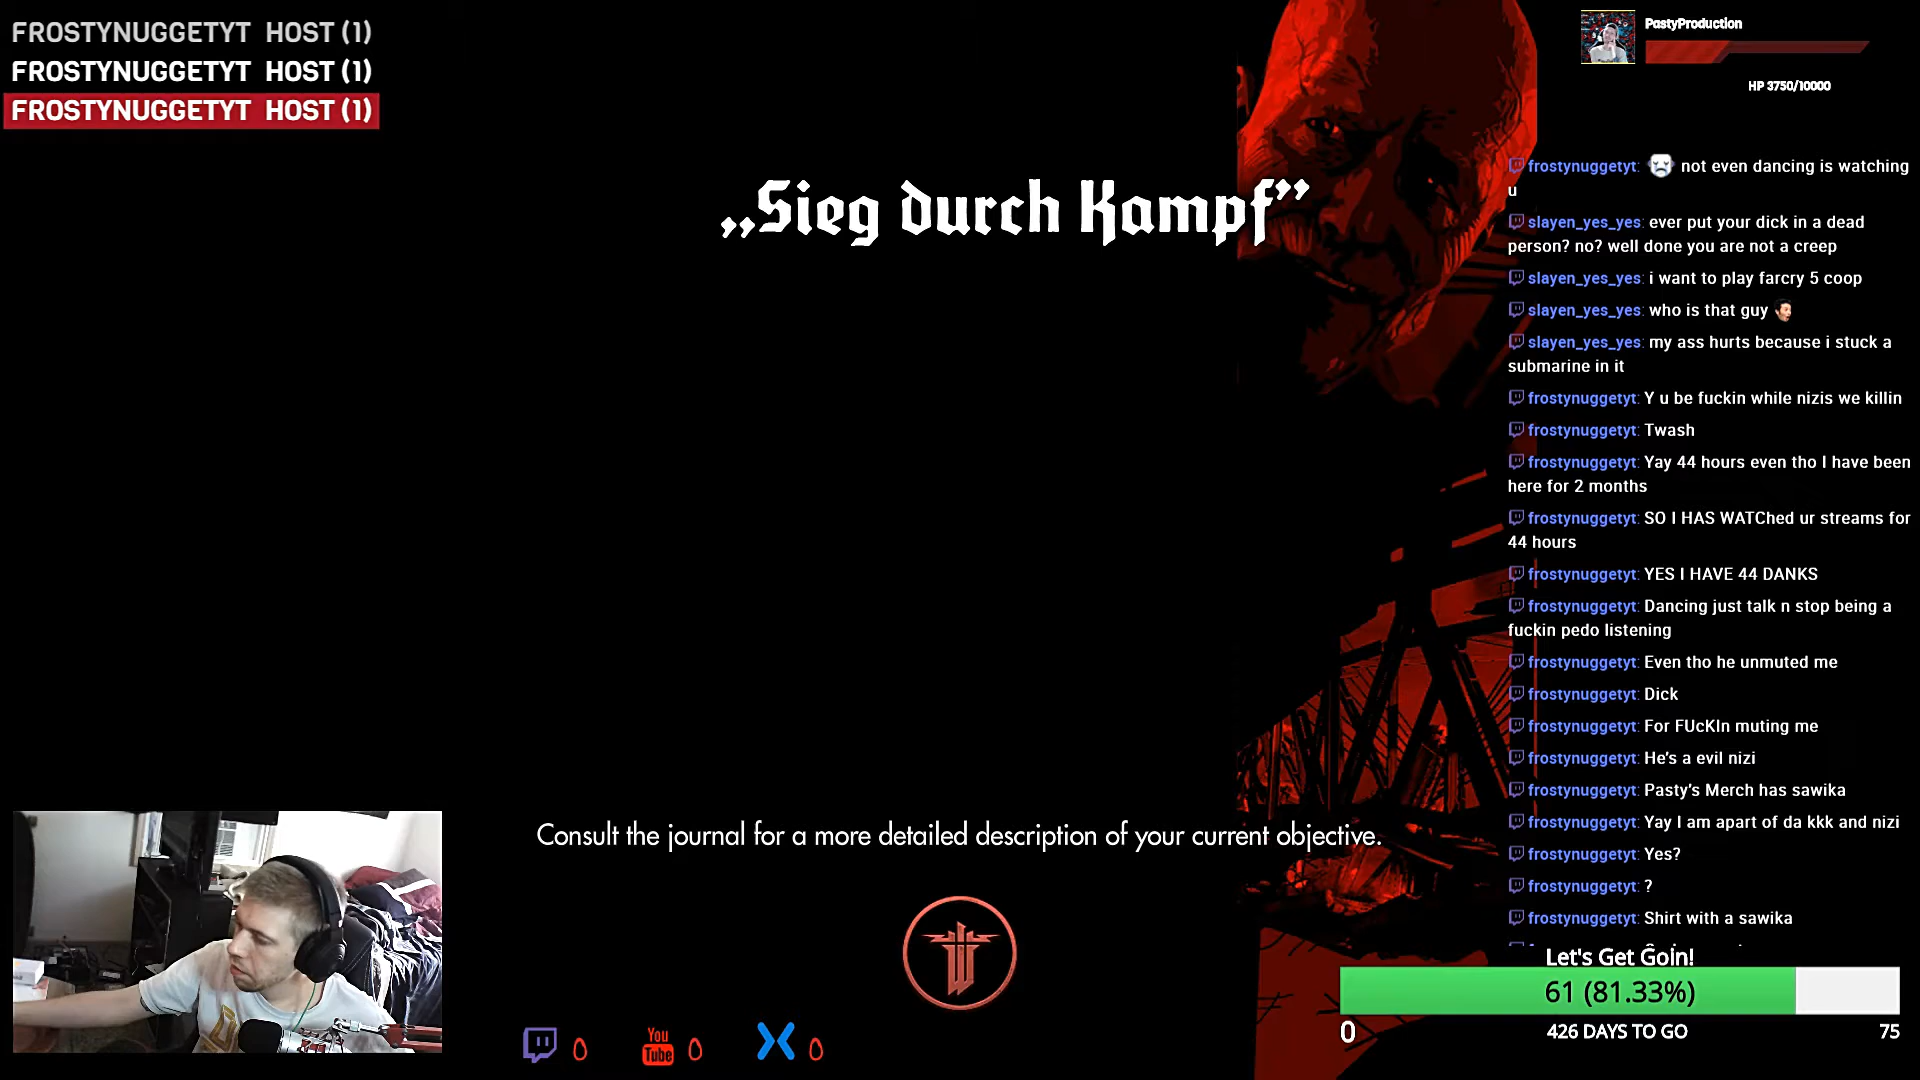 FROSTYNUGGETYT HOST (1)
FROSTYNUGGETYT HOST (1)
FROSTYNUGGETYT HOST (1)
„Sieg durch Kampf”
PastyProduction
HP 3750/10000
frostynuggetyt: not even dancing is watching
u
slayen_yes_yes: ever put your dick in a dead
person? no? well done you are not a creep
slayen_yes_yes: i want to play farcry 5 coop
slayen_yes_yes: who is that guy
slayen_yes_yes: my ass hurts because i stuck a
submarine in it
frostynuggetyt: Y u be fuckin while nizis we killin
frostynuggetyt: Twash
frostynuggetyt: Yay 44 hours even tho I have been
here for 2 months
frostynuggetyt: SO I HAS WATChed ur streams for
44 hours
frostynuggetyt: YES I HAVE 44 DANKS
frostynuggetyt: Dancing just talk n stop being a
fuckin pedo listening
frostynuggetyt: Even tho he unmuted me
frostynuggetyt: Dick
frostynuggetyt: For FUcKIn muting me
frostynuggetyt: He's a evil nizi
frostynuggetyt: Pasty's Merch has sawika
frostynuggetyt: Yay I am apart of da kkk and nizi
frostynuggetyt: Yes?
frostynuggetyt: ?
frostynuggetyt: Shirt with a sawika
Consult the journal for a more detailed description of your current objective.
Let's Get Goin!
61 (81.33%)
0 426 DAYS TO GO 75
0 You Tube 0 0